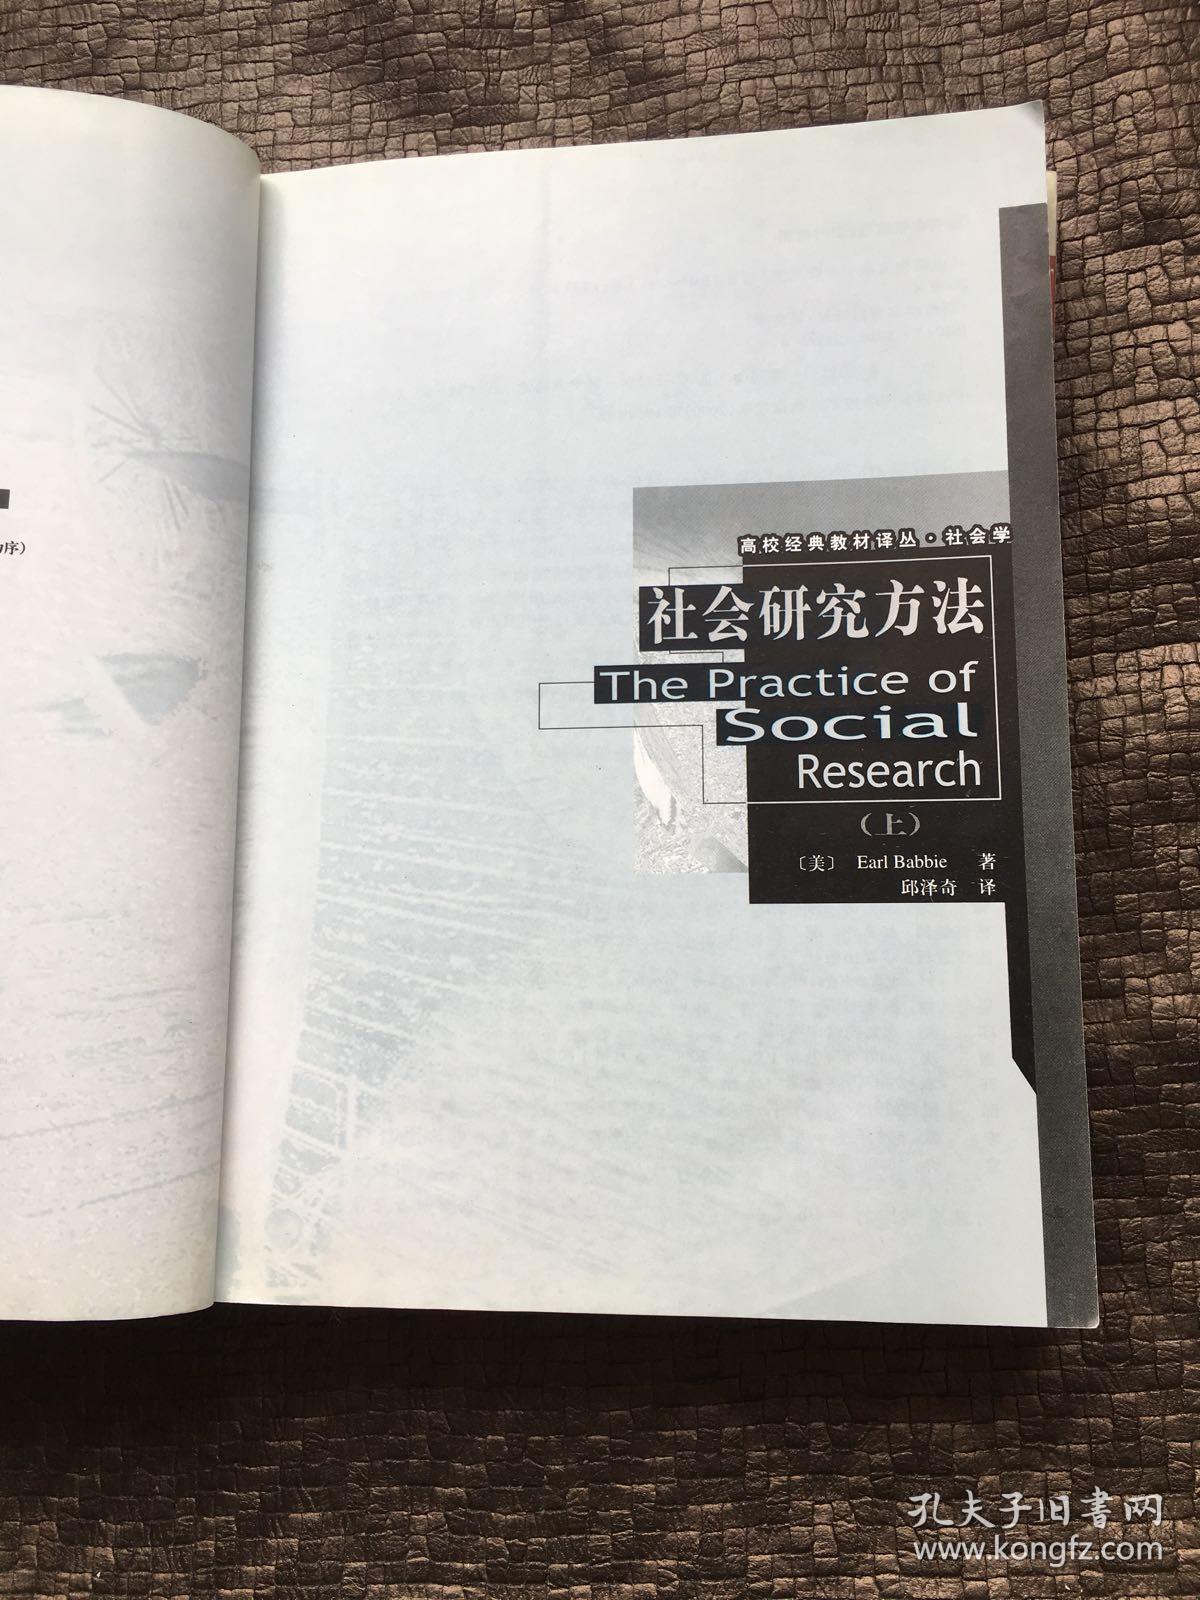 序）
高校经典教材译丛·社会学
社会研究方法
The Practice of
Social
Research
（上）
〔美〕 Earl Babbie 著
邱泽奇 译
孔夫子旧书网
www.kongfz.com